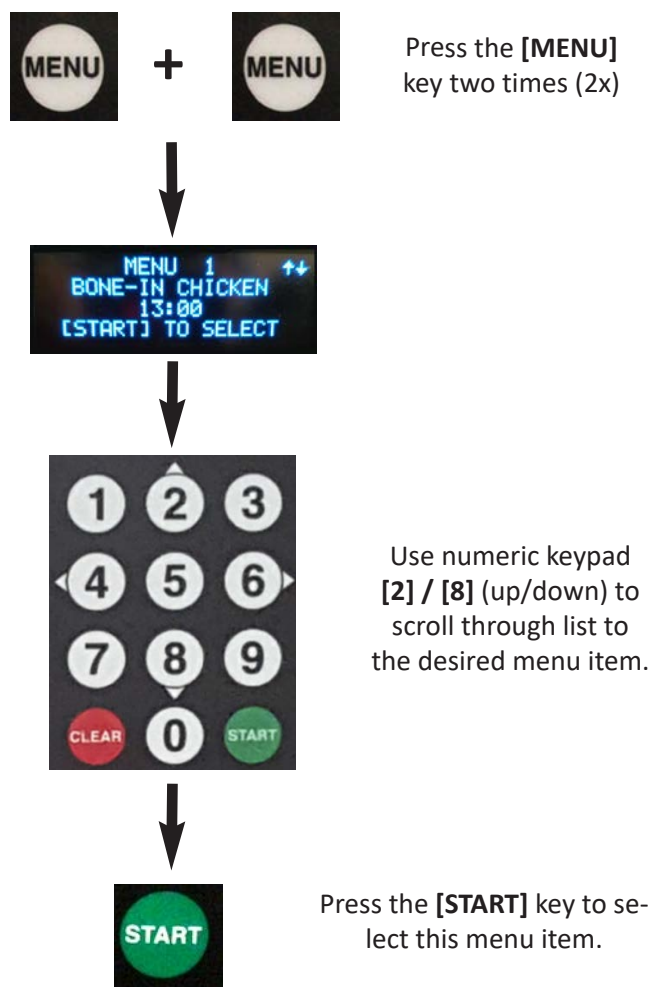 MENU + MENU
Press the [MENU]
key two times (2x)
MENU 1 ↑↓
BONE-IN CHICKEN
13:00
[START] TO SELECT
1 2 3
4 5 6
7 8 9
CLEAR 0 START
Use numeric keypad
[2] / [8] (up/down) to
scroll through list to
the desired menu item.
START
Press the [START] key to se-
lect this menu item.